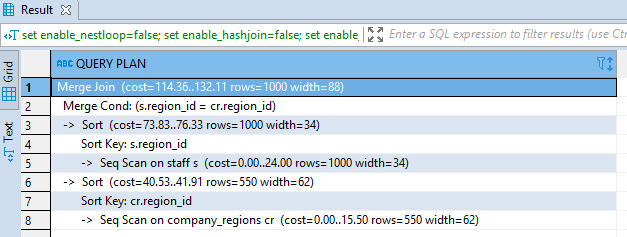 Result
set enable_nestloop=false; set enable_hashjoin=false; set enable_
Enter a SQL expression to filter results (use Ctr
Grid
Text
ABC QUERY PLAN
1 Merge Join (cost=114.36..132.11 rows=1000 width=88)
2 Merge Cond: (s.region_id = cr.region_id)
3 -> Sort (cost=73.83..76.33 rows=1000 width=34)
4 Sort Key: s.region_id
5 -> Seq Scan on staff s (cost=0.00..24.00 rows=1000 width=34)
6 -> Sort (cost=40.53..41.91 rows=550 width=62)
7 Sort Key: cr.region_id
8 -> Seq Scan on company_regions cr (cost=0.00..15.50 rows=550 width=62)